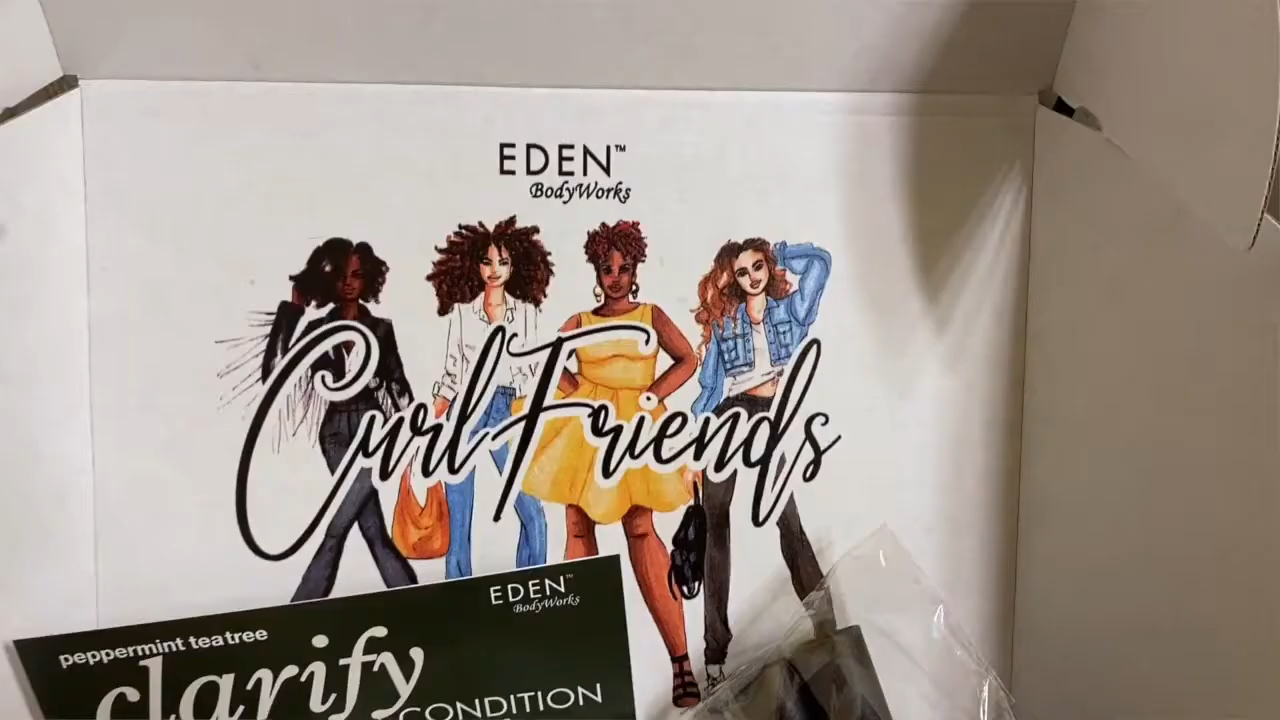 EDEN™
BodyWorks
CurlFriends
EDEN™
BodyWorks
peppermint teatree
clarify
CONDITION